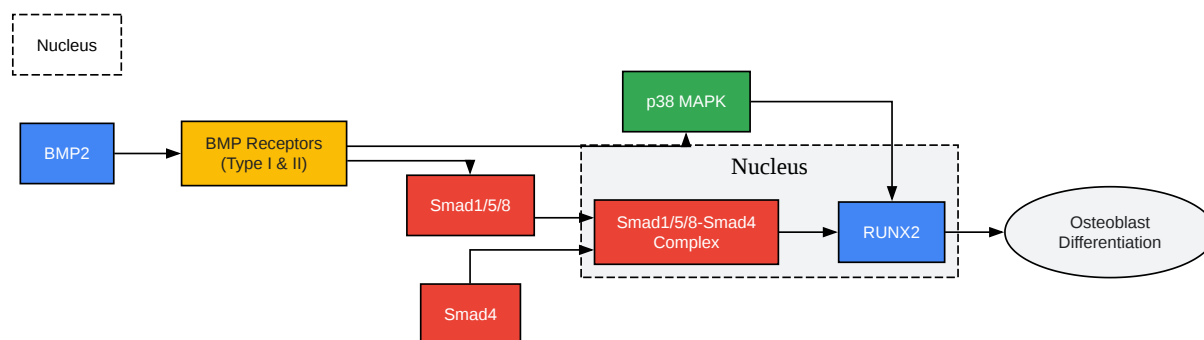 Nucleus
p38 MAPK
BMP2
BMP Receptors
(Type I & II)
Nucleus
Smad1/5/8
Smad1/5/8-Smad4
Complex
RUNX2
Osteoblast
Differentiation
Smad4